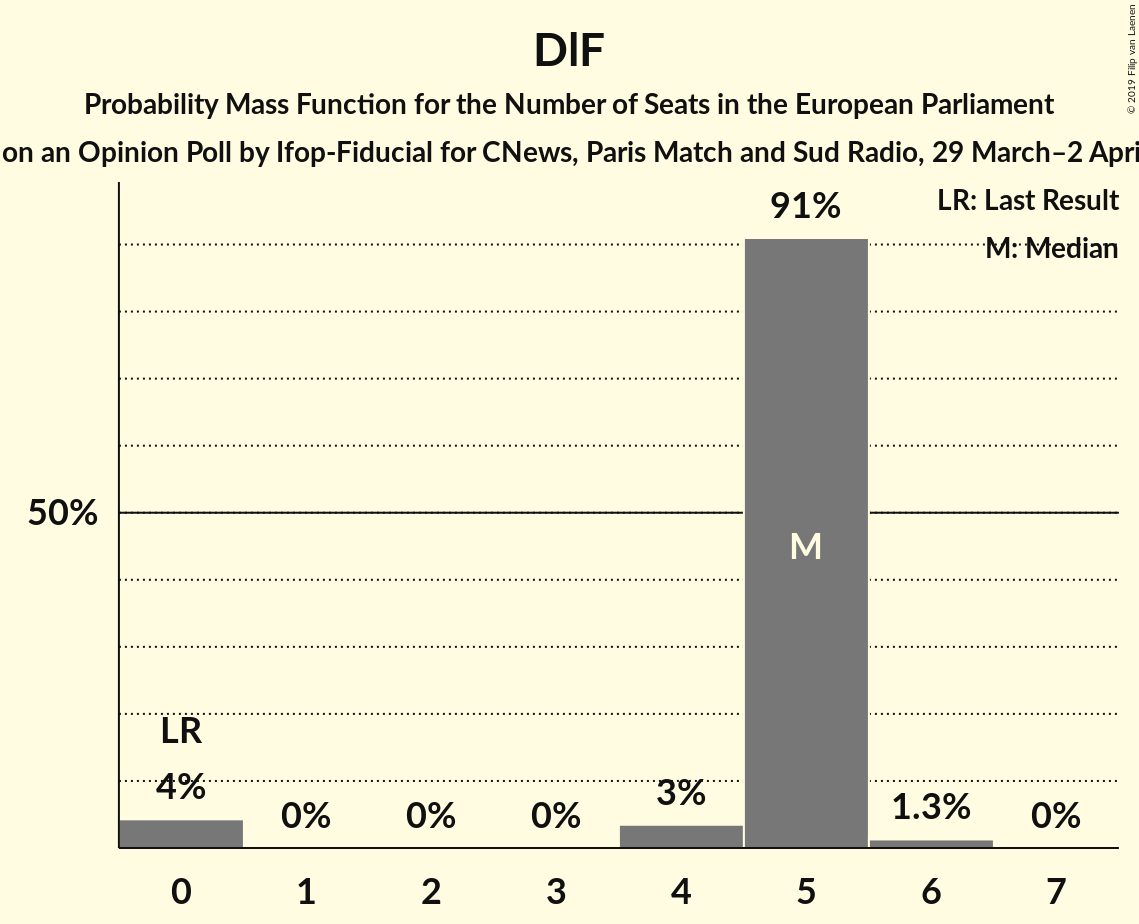 DlF
Probability Mass Function for the Number of Seats in the European Parliament
on an Opinion Poll by Ifop-Fiducial for CNews, Paris Match and Sud Radio, 29 March–2 Apri
© 2019 Filip van Laenen
LR: Last Result
M: Median
91%
50%
M
LR
4%
0%
0%
0%
3%
1.3%
0%
0 1 2 3 4 5 6 7